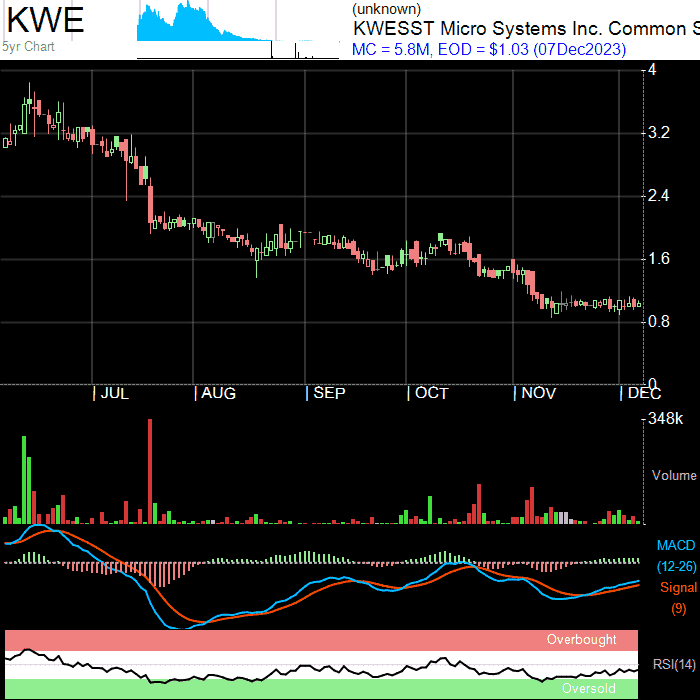 KWE
5yr Chart
(unknown)
KWESST Micro Systems Inc. Common S
MC = 5.8M, EOD = $1.03 (07Dec2023)
4
3.2
2.4
1.6
0.8
0
JUL AUG SEP OCT NOV DEC
348k
Volume
MACD
(12-26)
Signal
(9)
Overbought
RSI(14)
Oversold